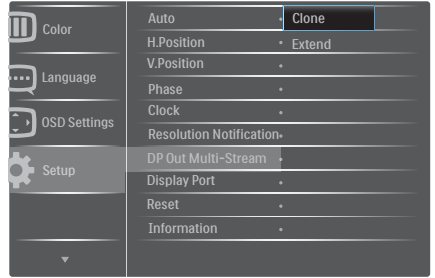 Color
Language
OSD Settings
Setup
Auto
H.Position
V.Position
Phase
Clock
Resolution Notification
DP Out Multi-Stream
Display Port
Reset
Information
Clone
Extend